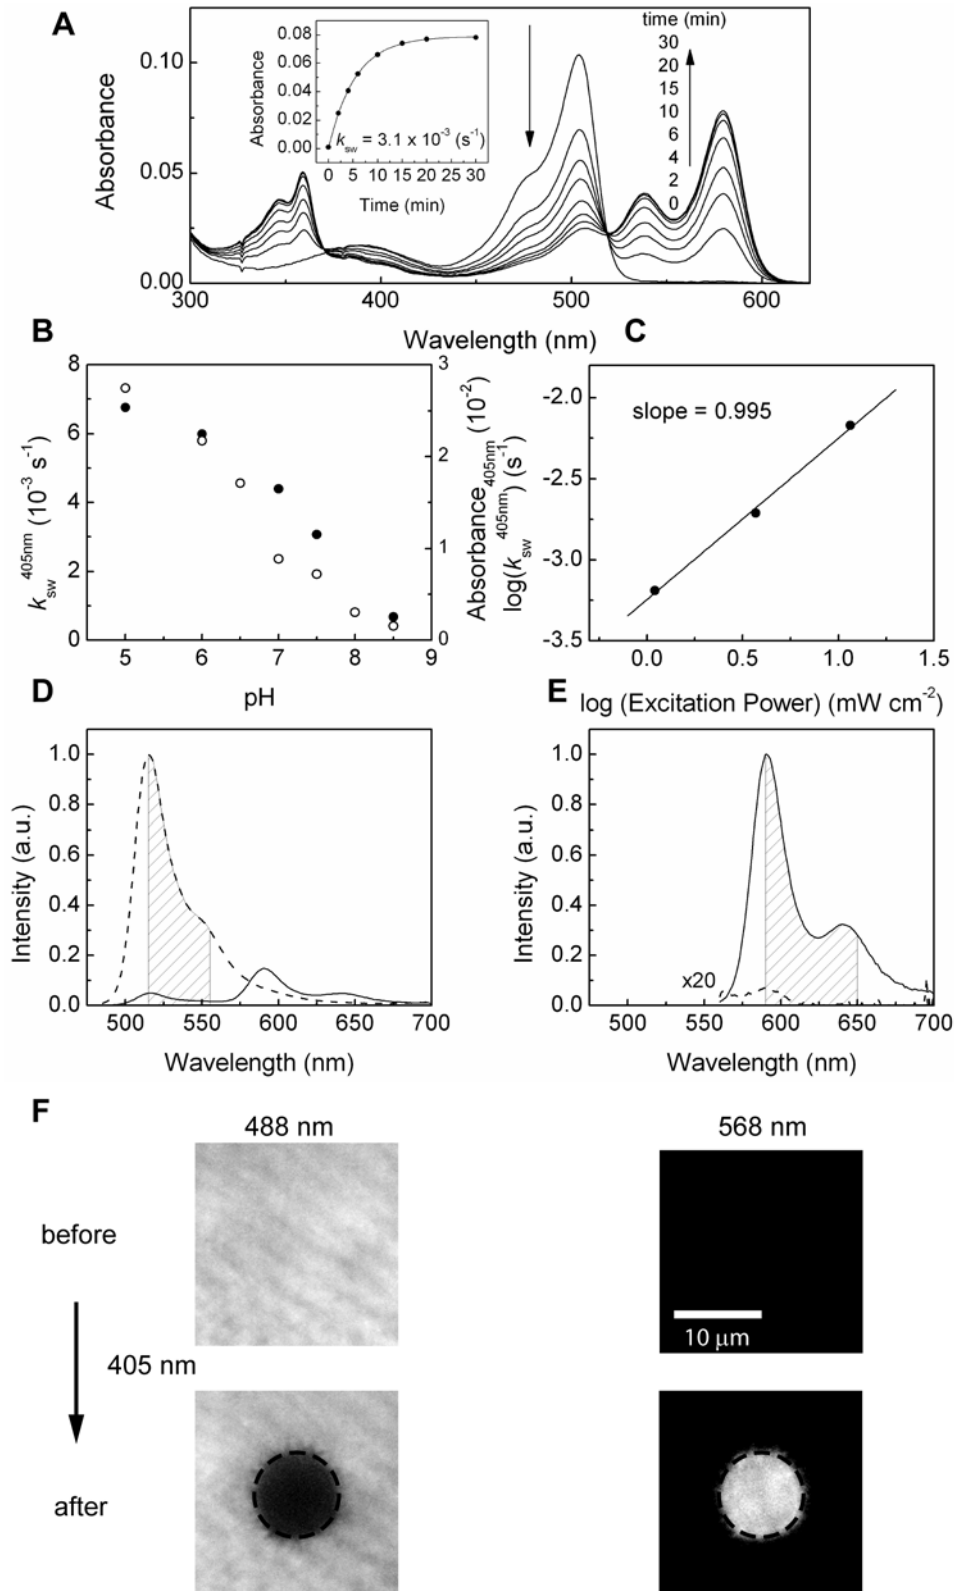 A
Absorbance
0.10
0.05
0.00
300
400
500
600
Wavelength (nm)
time (min)
30
20
15
10
6
4
2
0
Absorbance
0.08
0.06
0.04
0.02
0.00
k_sw = 3.1 x 10⁻³ (s⁻¹)
0 5 10 15 20 25 30
Time (min)
B
k_sw^405nm (10⁻³ s⁻¹)
8
6
4
2
0
5 6 7 8 9
pH
3
2
1
0
Absorbance^405nm (10⁻²)
C
log(k_sw^405nm) (s⁻¹)
slope = 0.995
-2.0
-2.5
-3.0
-3.5
0.0 0.5 1.0 1.5
log (Excitation Power) (mW cm⁻²)
D
Intensity (a.u.)
1.0
0.8
0.6
0.4
0.2
0.0
500 550 600 650 700
Wavelength (nm)
E
Intensity (a.u.)
1.0
0.8
0.6
0.4
0.2
0.0
x20
500 550 600 650 700
Wavelength (nm)
F
488 nm
568 nm
before
10 μm
405 nm
after